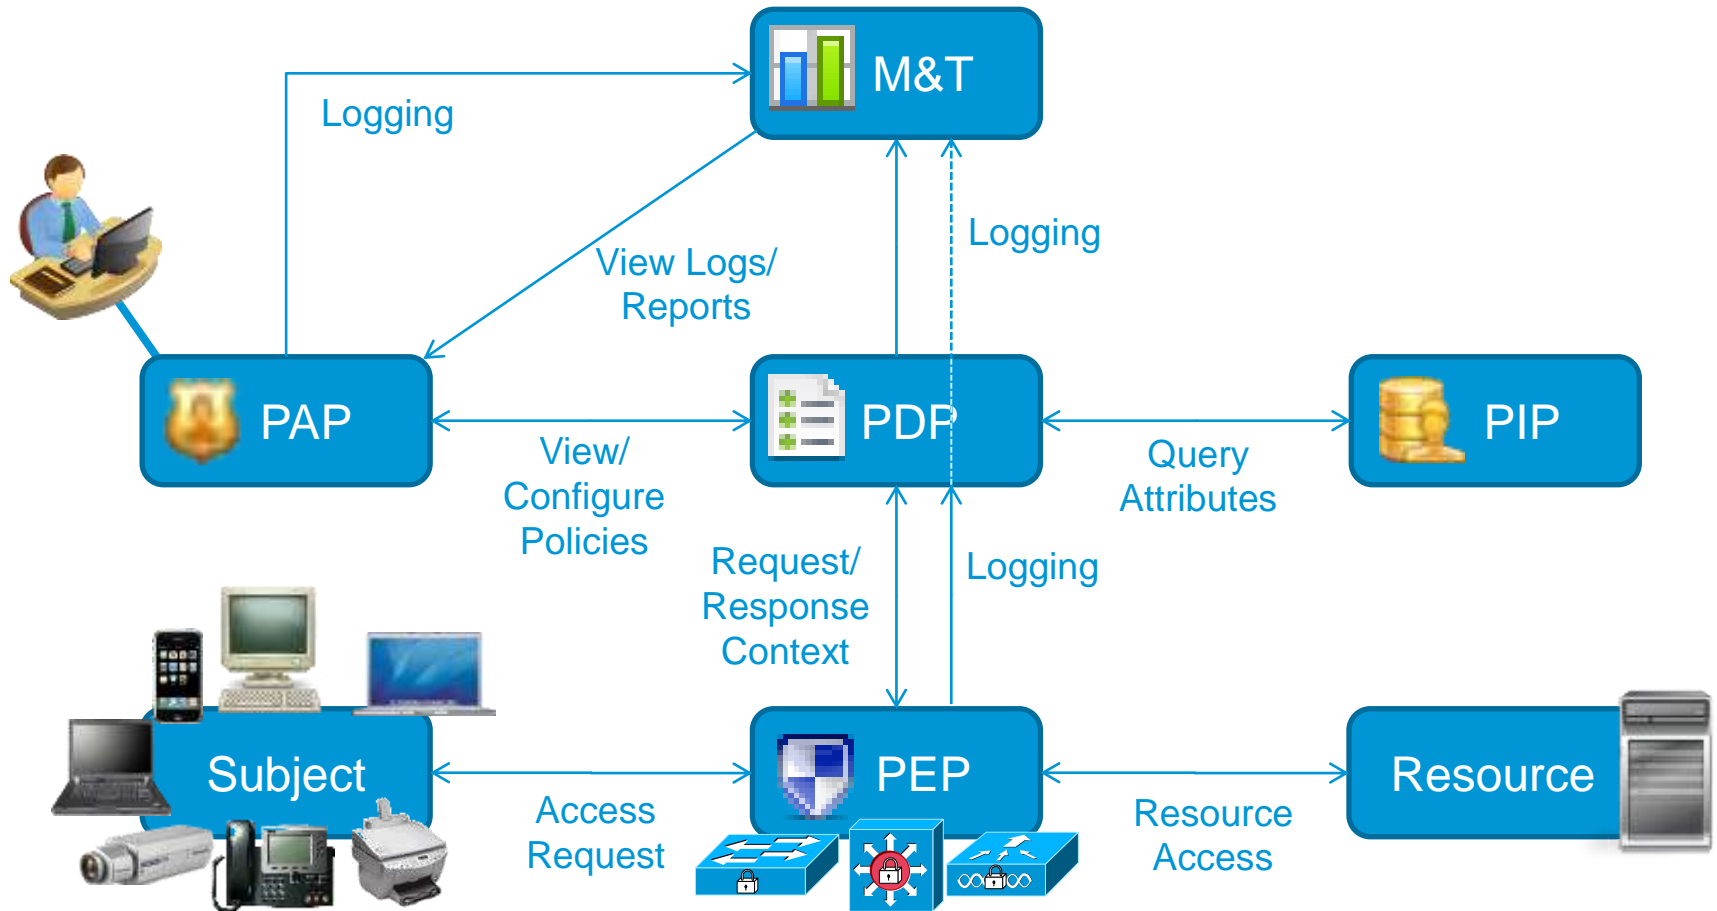 M&T
Logging
Logging
View Logs/
Reports
PAP
PDP
PIP
View/
Configure
Policies
Query
Attributes
Request/
Response
Context
Logging
Subject
PEP
Resource
Access
Request
Resource
Access